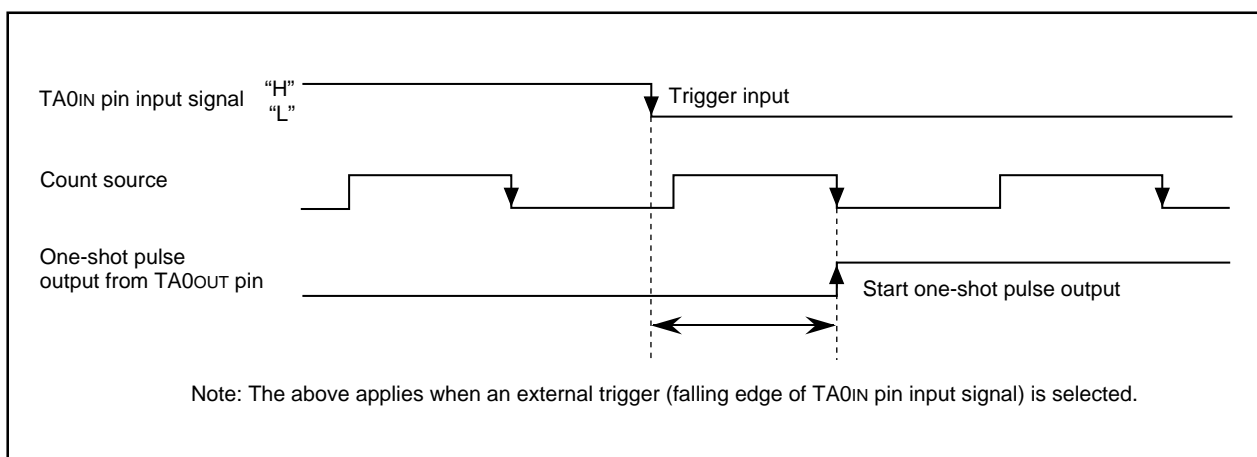 TA0IN pin input signal
“H”
“L”
Trigger input
Count source
One-shot pulse
output from TA0OUT pin
Start one-shot pulse output
Note: The above applies when an external trigger (falling edge of TA0IN pin input signal) is selected.